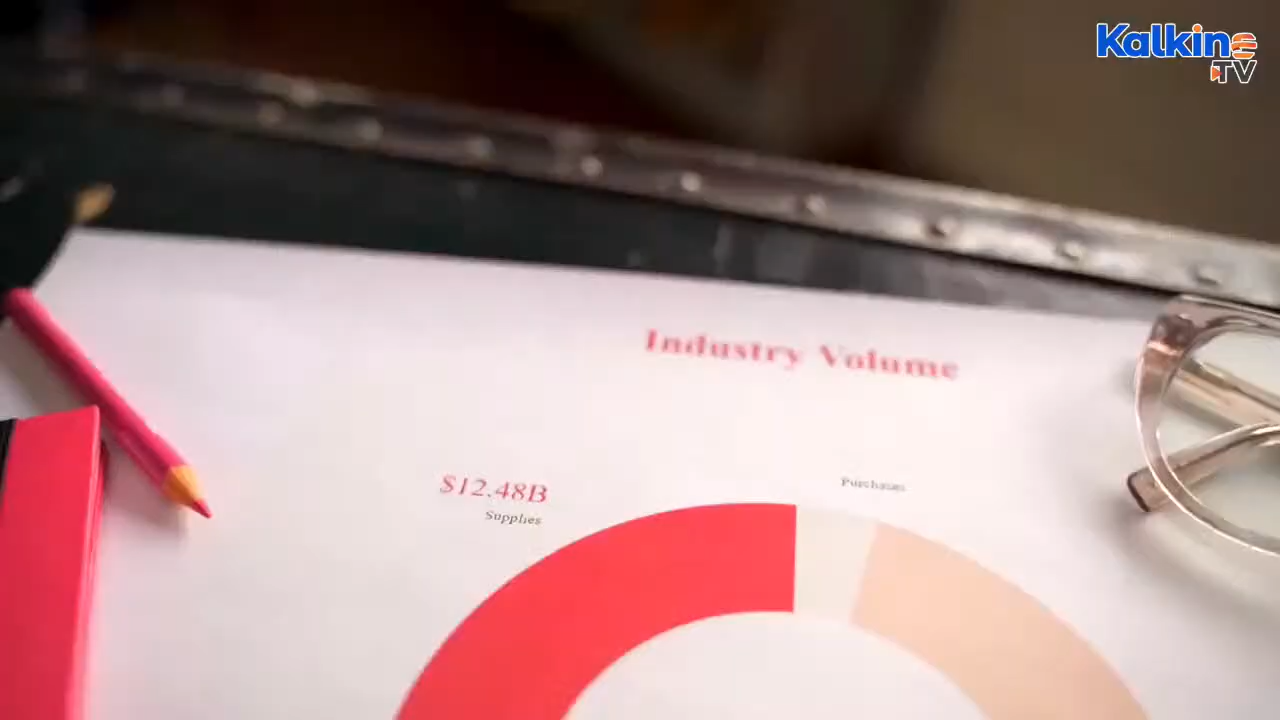 Kalkine
TV
Industry Volume
$12.48B
Supplies
Purchases